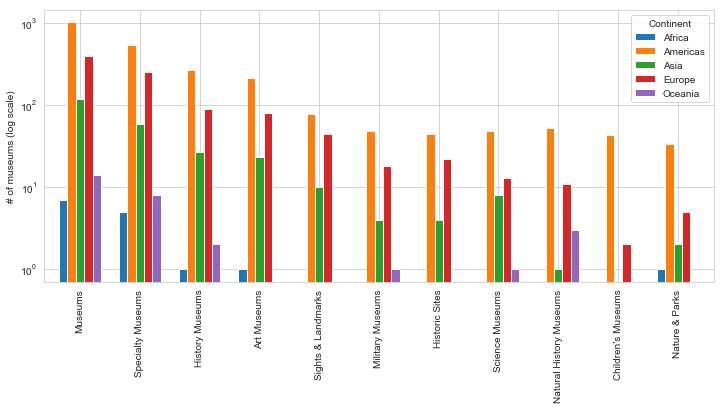 # of museums (log scale)
10³
10²
10¹
10⁰
Continent
Africa
Americas
Asia
Europe
Oceania
Museums
Specialty Museums
History Museums
Art Museums
Sights & Landmarks
Military Museums
Historic Sites
Science Museums
Natural History Museums
Children's Museums
Nature & Parks